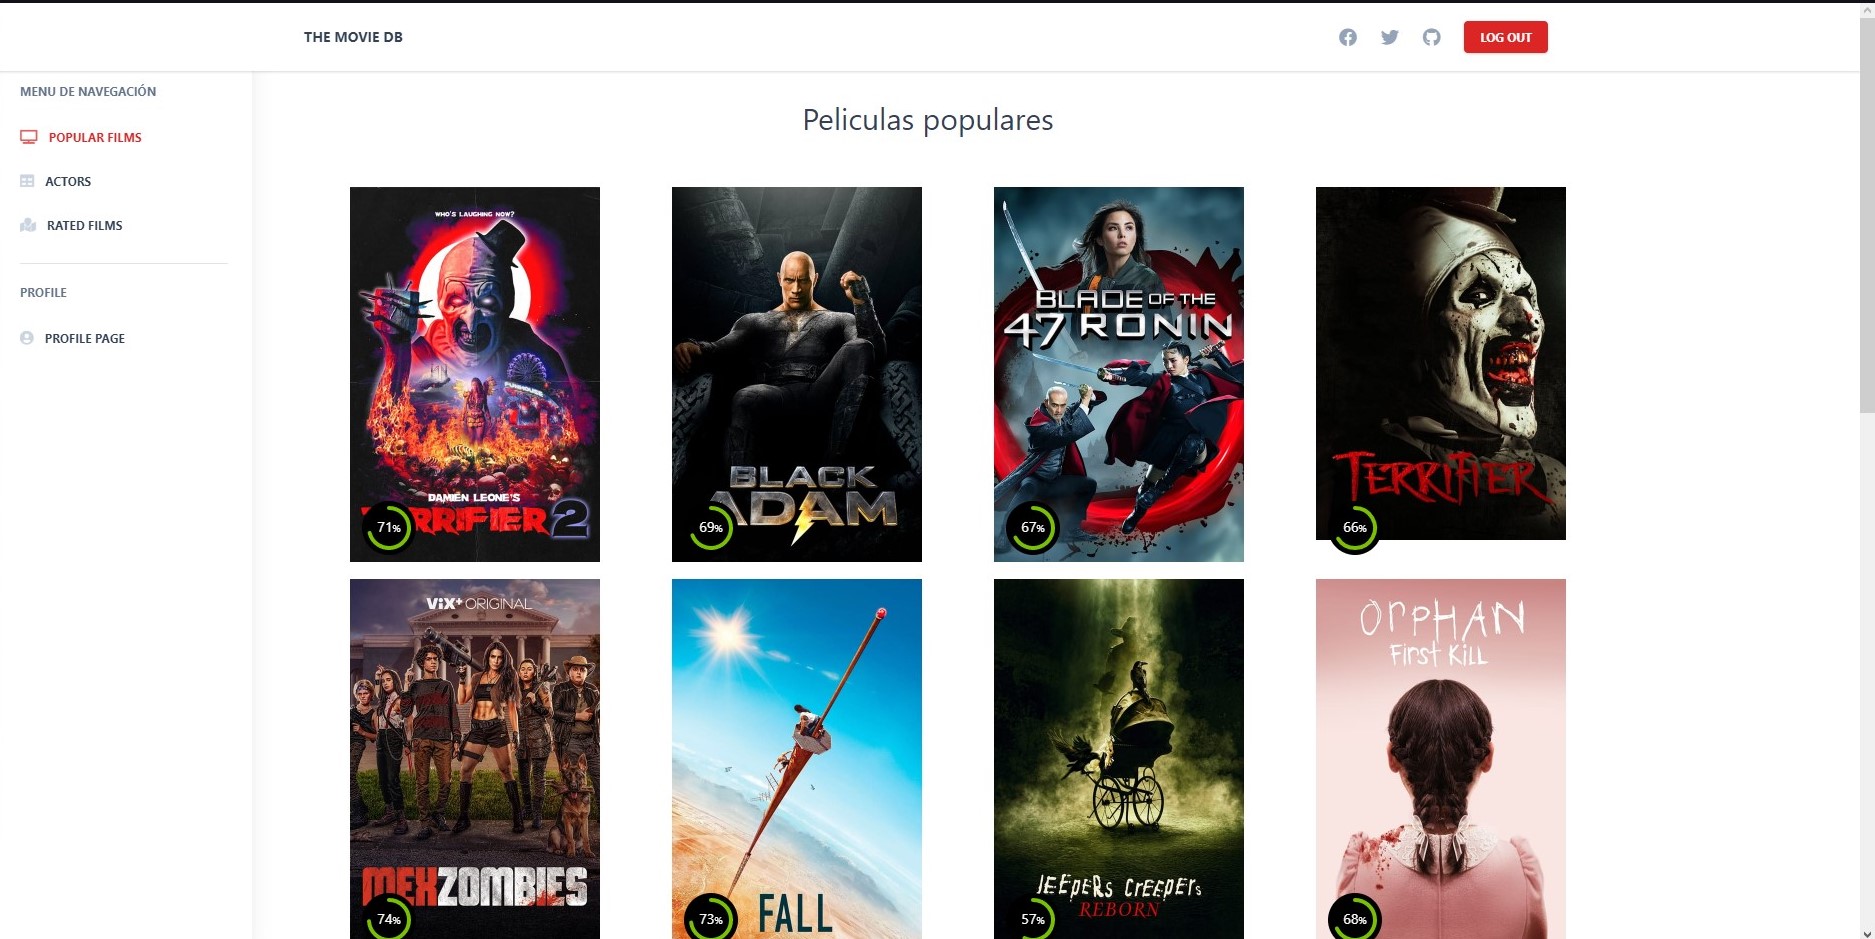 THE MOVIE DB
LOG OUT
MENU DE NAVEGACIÓN
POPULAR FILMS
ACTORS
RATED FILMS
PROFILE
PROFILE PAGE
Peliculas populares
WHO'S LAUGHING NOW?
FUNHOUSE
DAMIEN LEONE'S
RRIFIER 2
71%
BLACK
ADAM
69%
BLADE OF THE
47 RONIN
67%
TERRIFIER
66%
ViX+ ORIGINAL
MEXZOMBIES
74%
FALL
73%
JEEPERS CREEPERS
REBORN
57%
ORPHAN
First Kill
68%